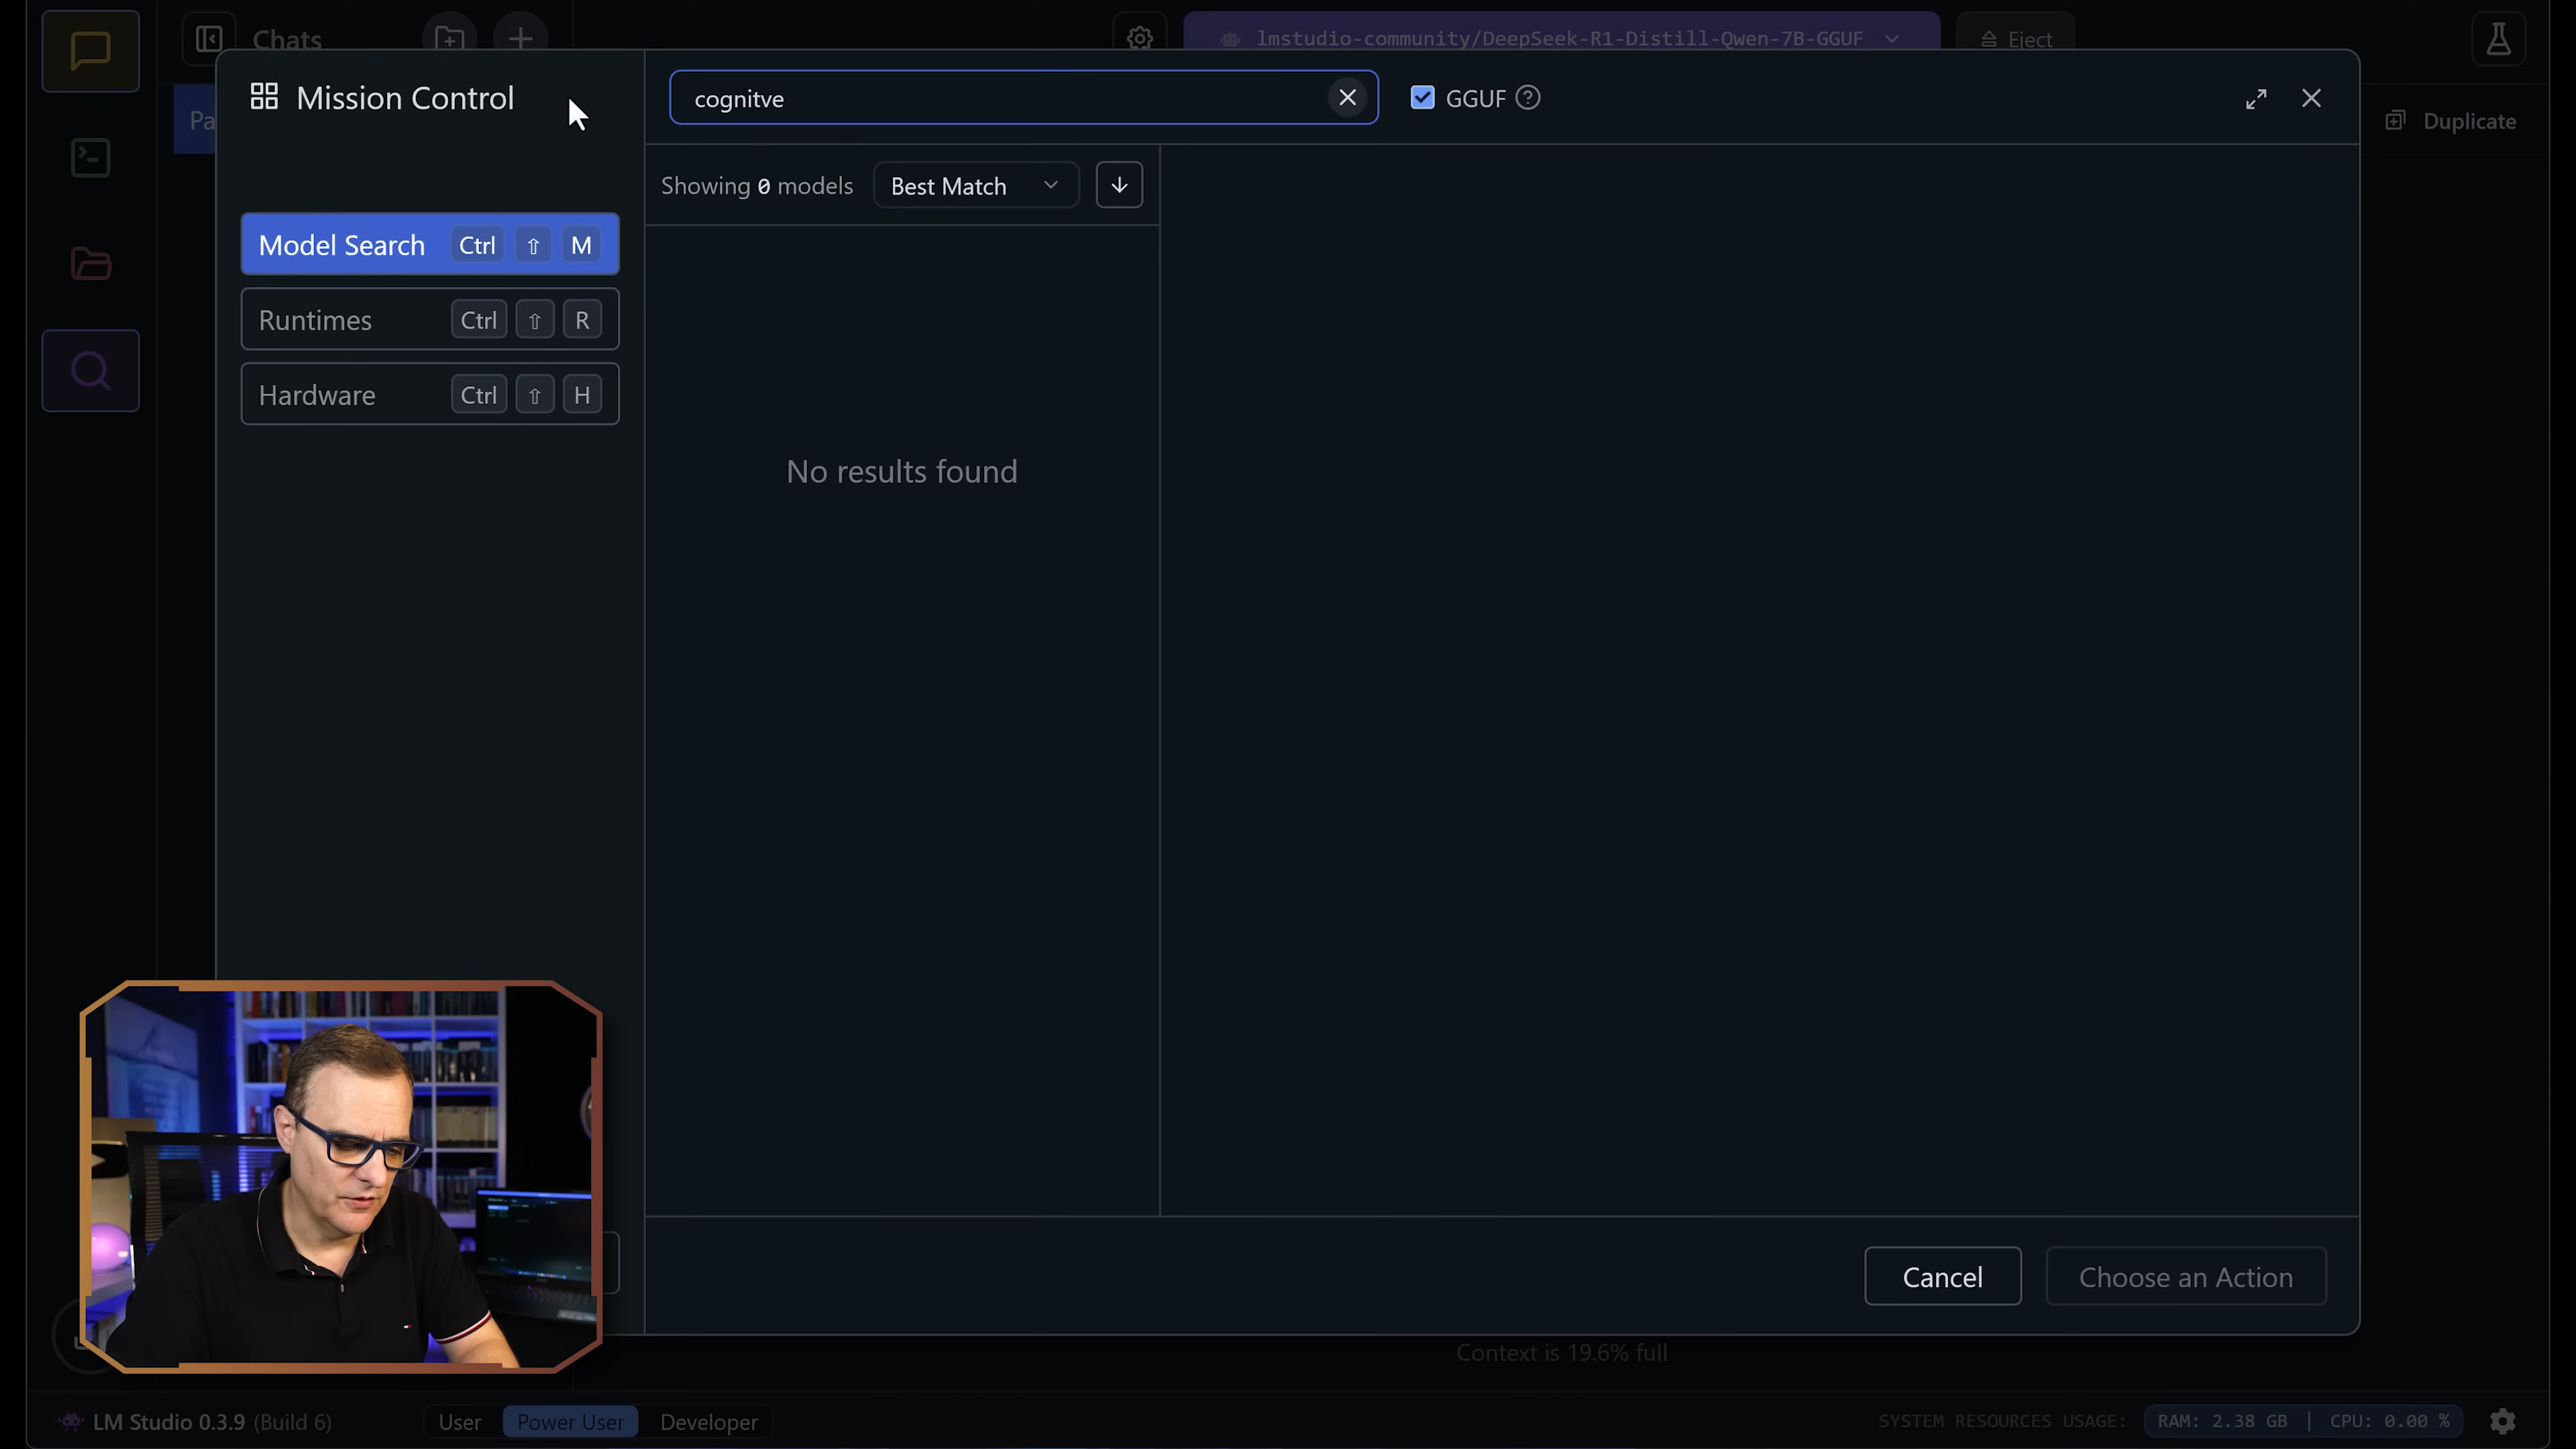 Chats
lmstudio-community/DeepSeek-R1-Distill-Qwen-7B-GGUF
Eject
Mission Control
cognitve
GGUF
Pa
Duplicate
Showing 0 models
Best Match
Model Search Ctrl ⇧ M
Runtimes Ctrl ⇧ R
Hardware Ctrl ⇧ H
No results found
Cancel
Choose an Action
Context is 19.6% full
LM Studio 0.3.9 (Build 6)
User
Power User
Developer
SYSTEM RESOURCES USAGE:
RAM: 2.38 GB | CPU: 0.00 %